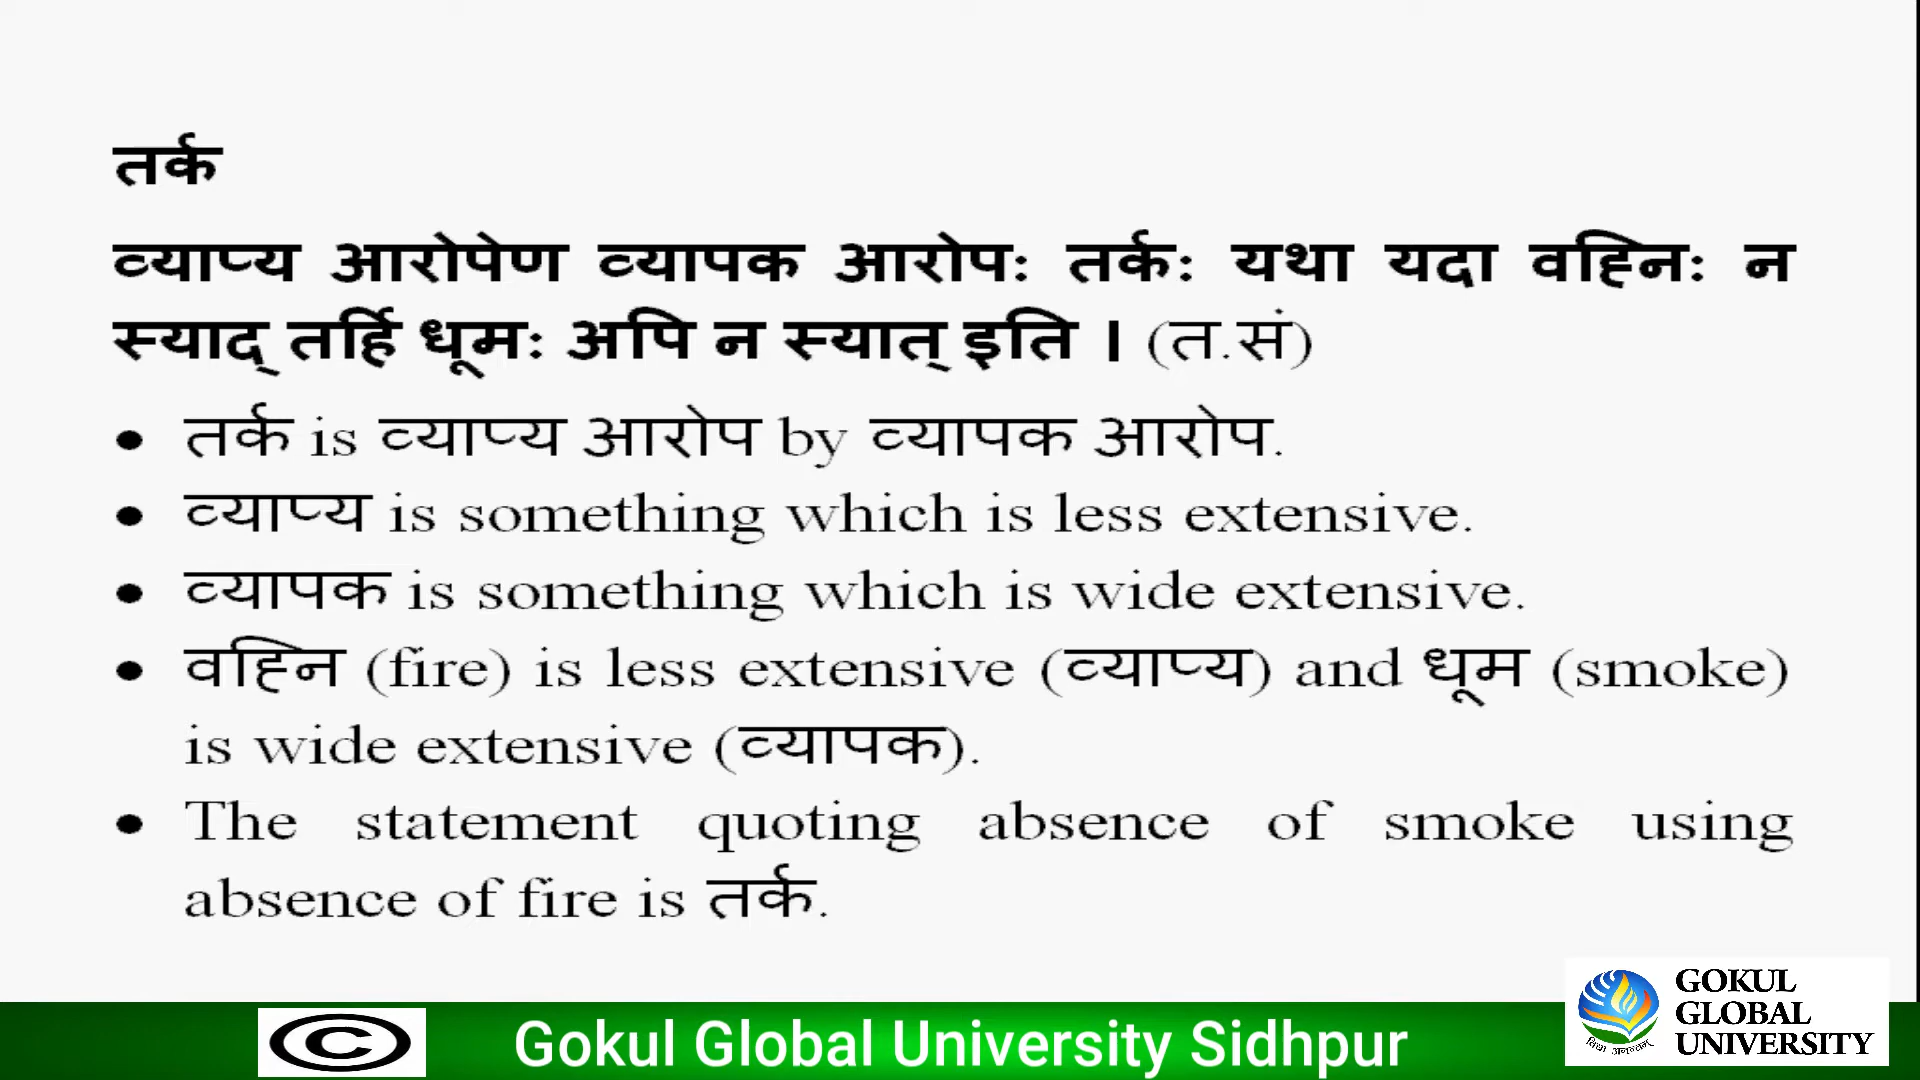 तर्क
व्याप्य आरोपेण व्यापक आरोपः तर्कः यथा यदा वह्निः न
स्याद् तर्हि धूमः अपि न स्यात् इति । (त.सं)
● तर्क is व्याप्य आरोप by व्यापक आरोप.
● व्याप्य is something which is less extensive.
● व्यापक is something which is wide extensive.
● वह्नि (fire) is less extensive (व्याप्य) and धूम (smoke)
is wide extensive (व्यापक).
● The statement quoting absence of smoke using
absence of fire is तर्क.
GOKUL
GLOBAL
UNIVERSITY
© Gokul Global University Sidhpur